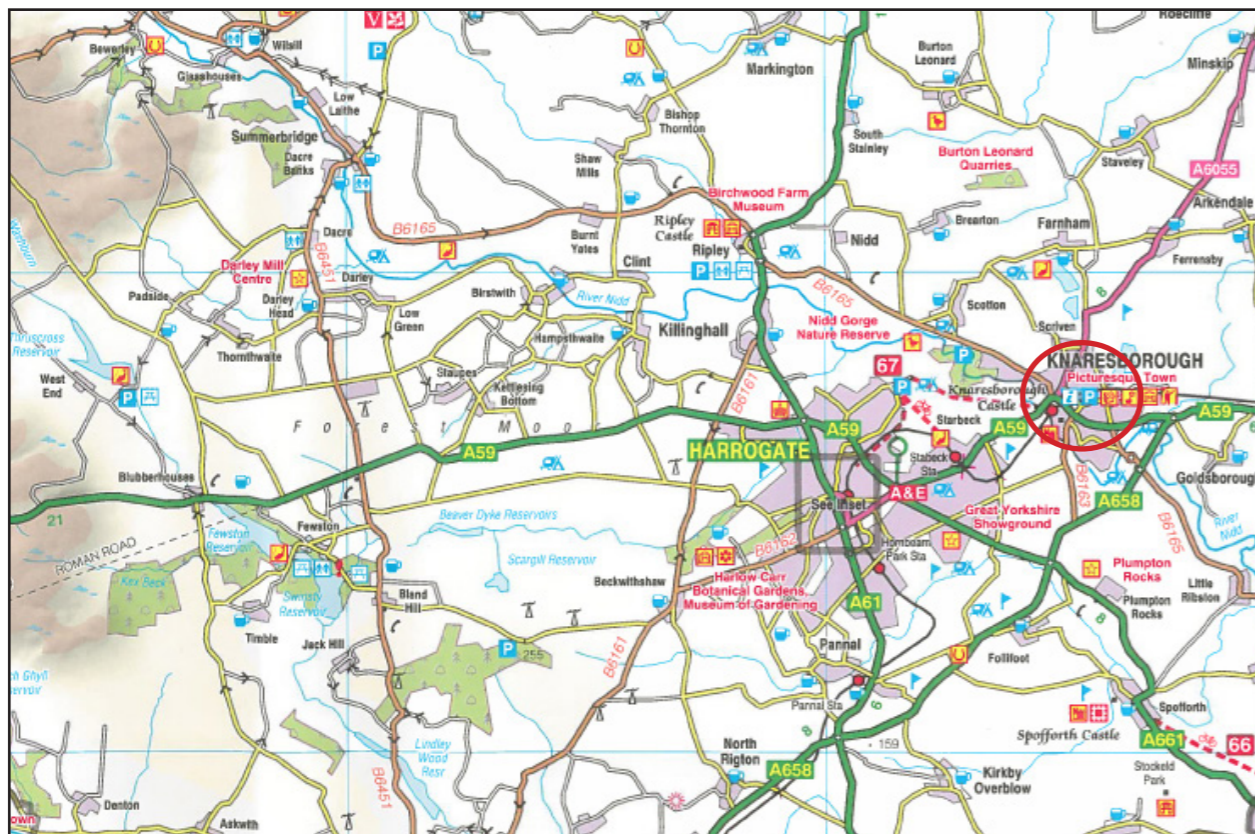 Bewerley
Wilsill
V
P
Glasshouses
Low
Laithe
Summerbridge
Dacre
Banks
Markington
Bishop
Thornton
Shaw
Mills
South
Stainley
Burton
Leonard
Roecliffe
Minskip
Burton Leonard
Quarries
Staveley
A6055
Arkendale
Birchwood Farm
Museum
Ripley
Castle
Ripley
P
Burnt
Yates
B6165
Dacre
Nidd
Brearton
Farnham
Ferrensby
Darley Mill
Centre
B6451
Darley
Clint
Birstwith
River Nidd
Padside
Darley
Head
Low
Green
Hampsthwaite
Killinghall
B6165
Scotton
Scriven
8
Nidd Gorge
Nature Reserve
P
Thruscross
Reservoir
Thornthwaite
West
End
P
Staupes
Kettlesing
Bottom
B6161
67
P
KNARESBOROUGH
Picturesque Town
i
P
Knaresborough
Castle
Starbeck
Forest Moor
A59
A59
A59
A59
HARROGATE
Stabeck
Sta
Goldsborough
Blubberhouses
21
ROMAN ROAD
Fewston
Reservoir
Fewston
Beaver Dyke Reservoirs
Scargill Reservoir
See Inset
A&E
B6162
Great Yorkshire
Showground
A658
B6163
B6165
River
Nidd
Kex Beck
Swinsty
Reservoir
Bland
Hill
Beckwithshaw
Harlow Carr
Botanical Gardens,
Museum of Gardening
Hornbeam
Park Sta
Plumpton
Rocks
Plumpton
Rocks
Little
Ribston
Timble
Jack Hill
P
255
B6161
A61
Pannal
Pannal Sta
Follifoot
8
6
8
Spofforth
Spofforth Castle
A661
66
Stockeld
Park
Lindley
Wood
Resr
B6451
North
Rigton
159
A658
Kirkby
Overblow
Denton
Askwith